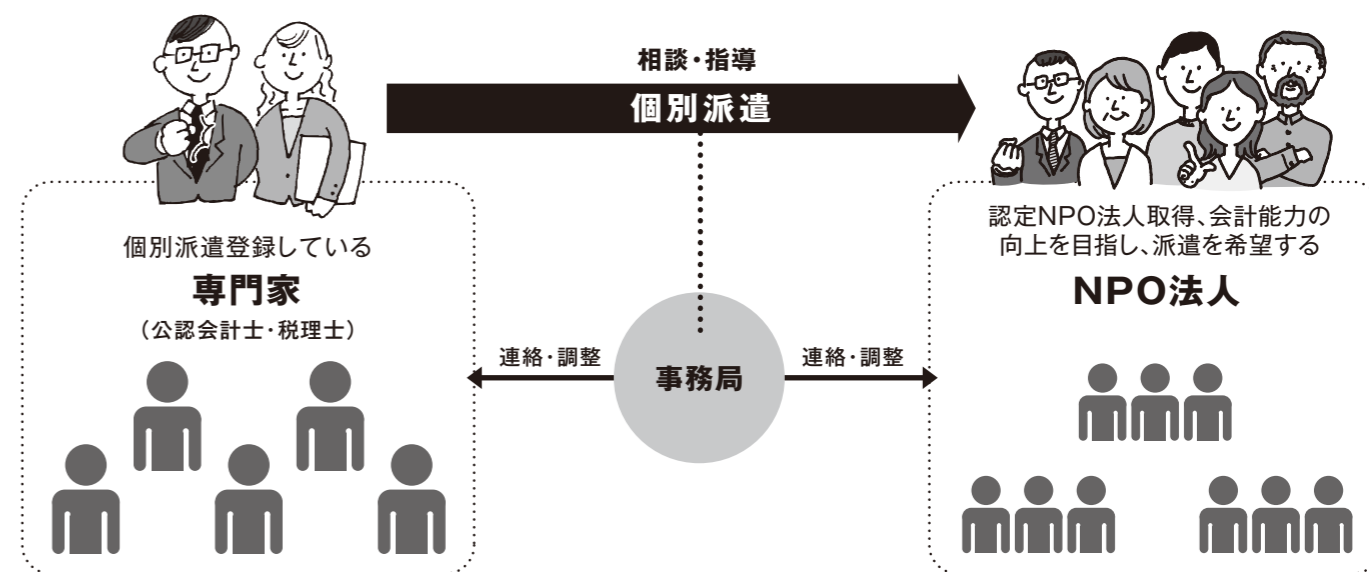 相談・指導
個別派遣
個別派遣登録している
専門家
（公認会計士・税理士）
連絡・調整
事務局
連絡・調整
認定NPO法人取得、会計能力の
向上を目指し、派遣を希望する
NPO法人